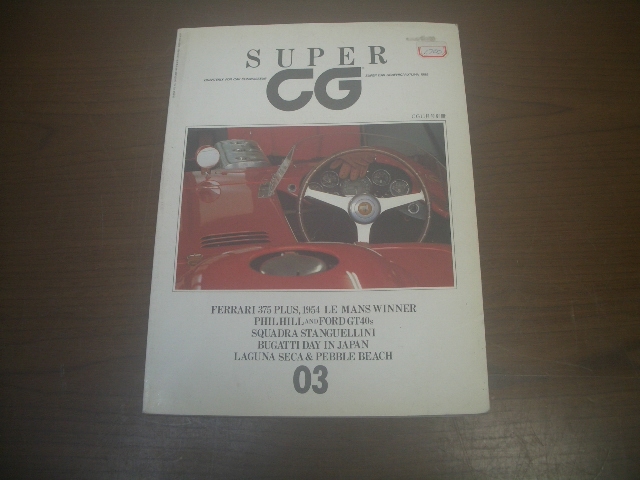 SUPER
CG
FERRARI 375 PLUS, 1954 LE MANS WINNER
PHIL HILL AND FORD GT40s
SQUADRA STANGUELLINI
BUGATTI DAY IN JAPAN
LAGUNA SECA & PEBBLE BEACH
03